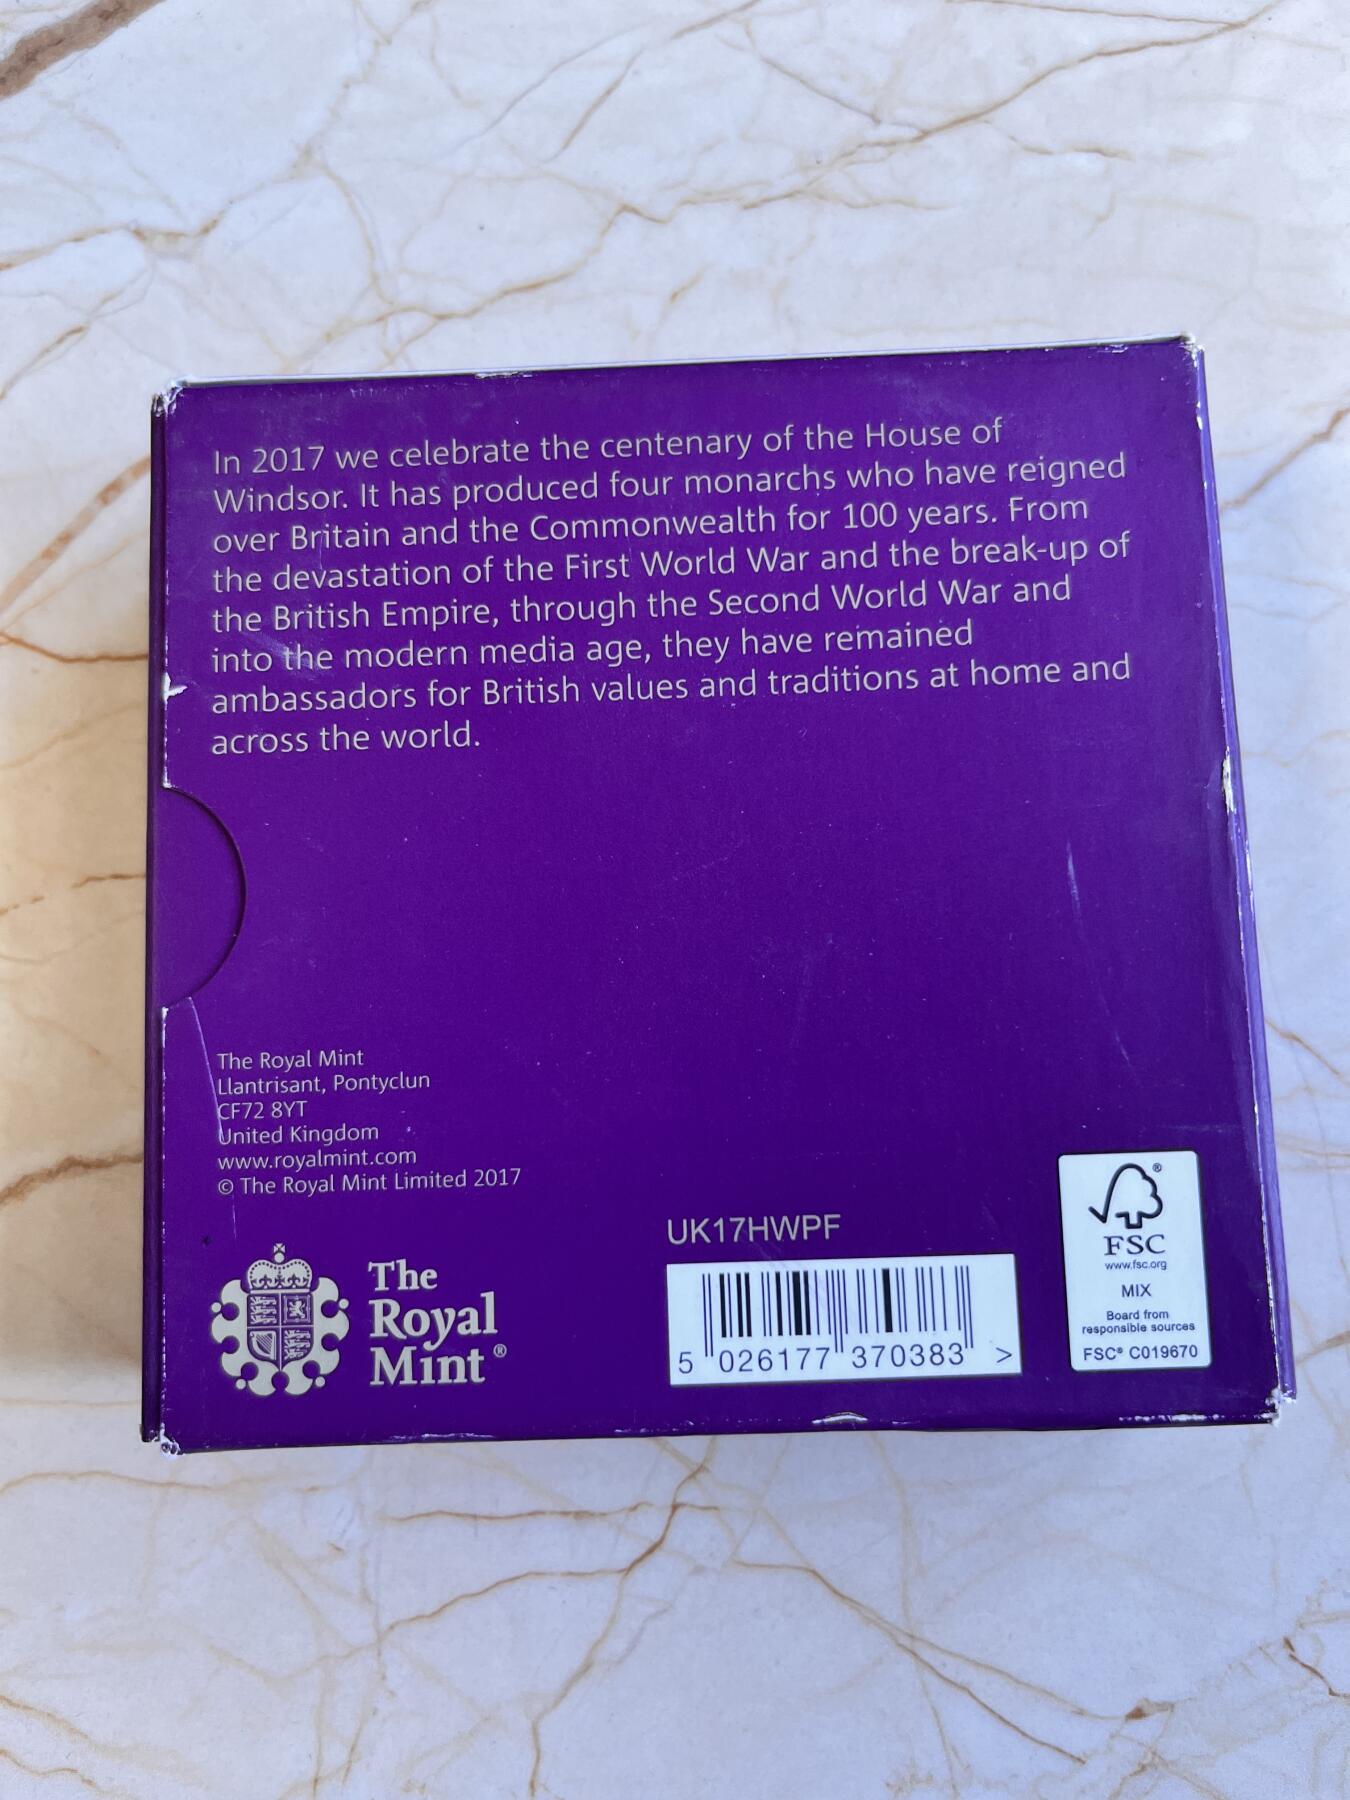 In 2017 we celebrate the centenary of the House of
Windsor. It has produced four monarchs who have reigned
over Britain and the Commonwealth for 100 years. From
the devastation of the First World War and the break-up of
the British Empire, through the Second World War and
into the modern media age, they have remained
ambassadors for British values and traditions at home and
across the world.
The Royal Mint
Llantrisant, Pontyclun
CF72 8YT
United Kingdom
www.royalmint.com
© The Royal Mint Limited 2017
The
Royal
Mint®
UK17HWPF
5 026177 370383 >
®
FSC
www.fsc.org
MIX
Board from
responsible sources
FSC® C019670